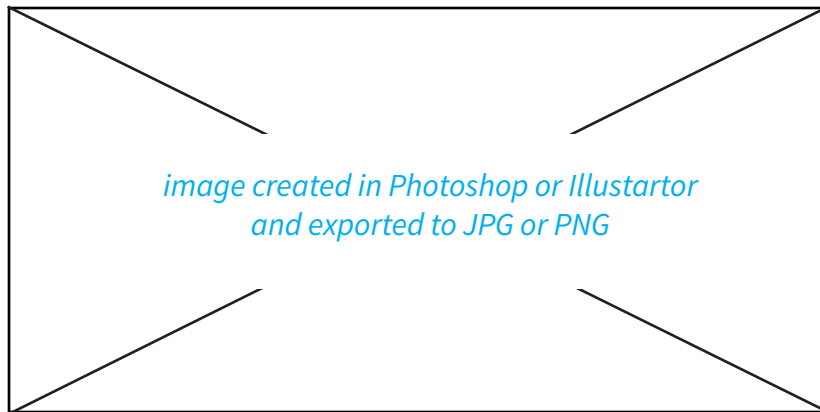 image created in Photoshop or Illustartor
and exported to JPG or PNG